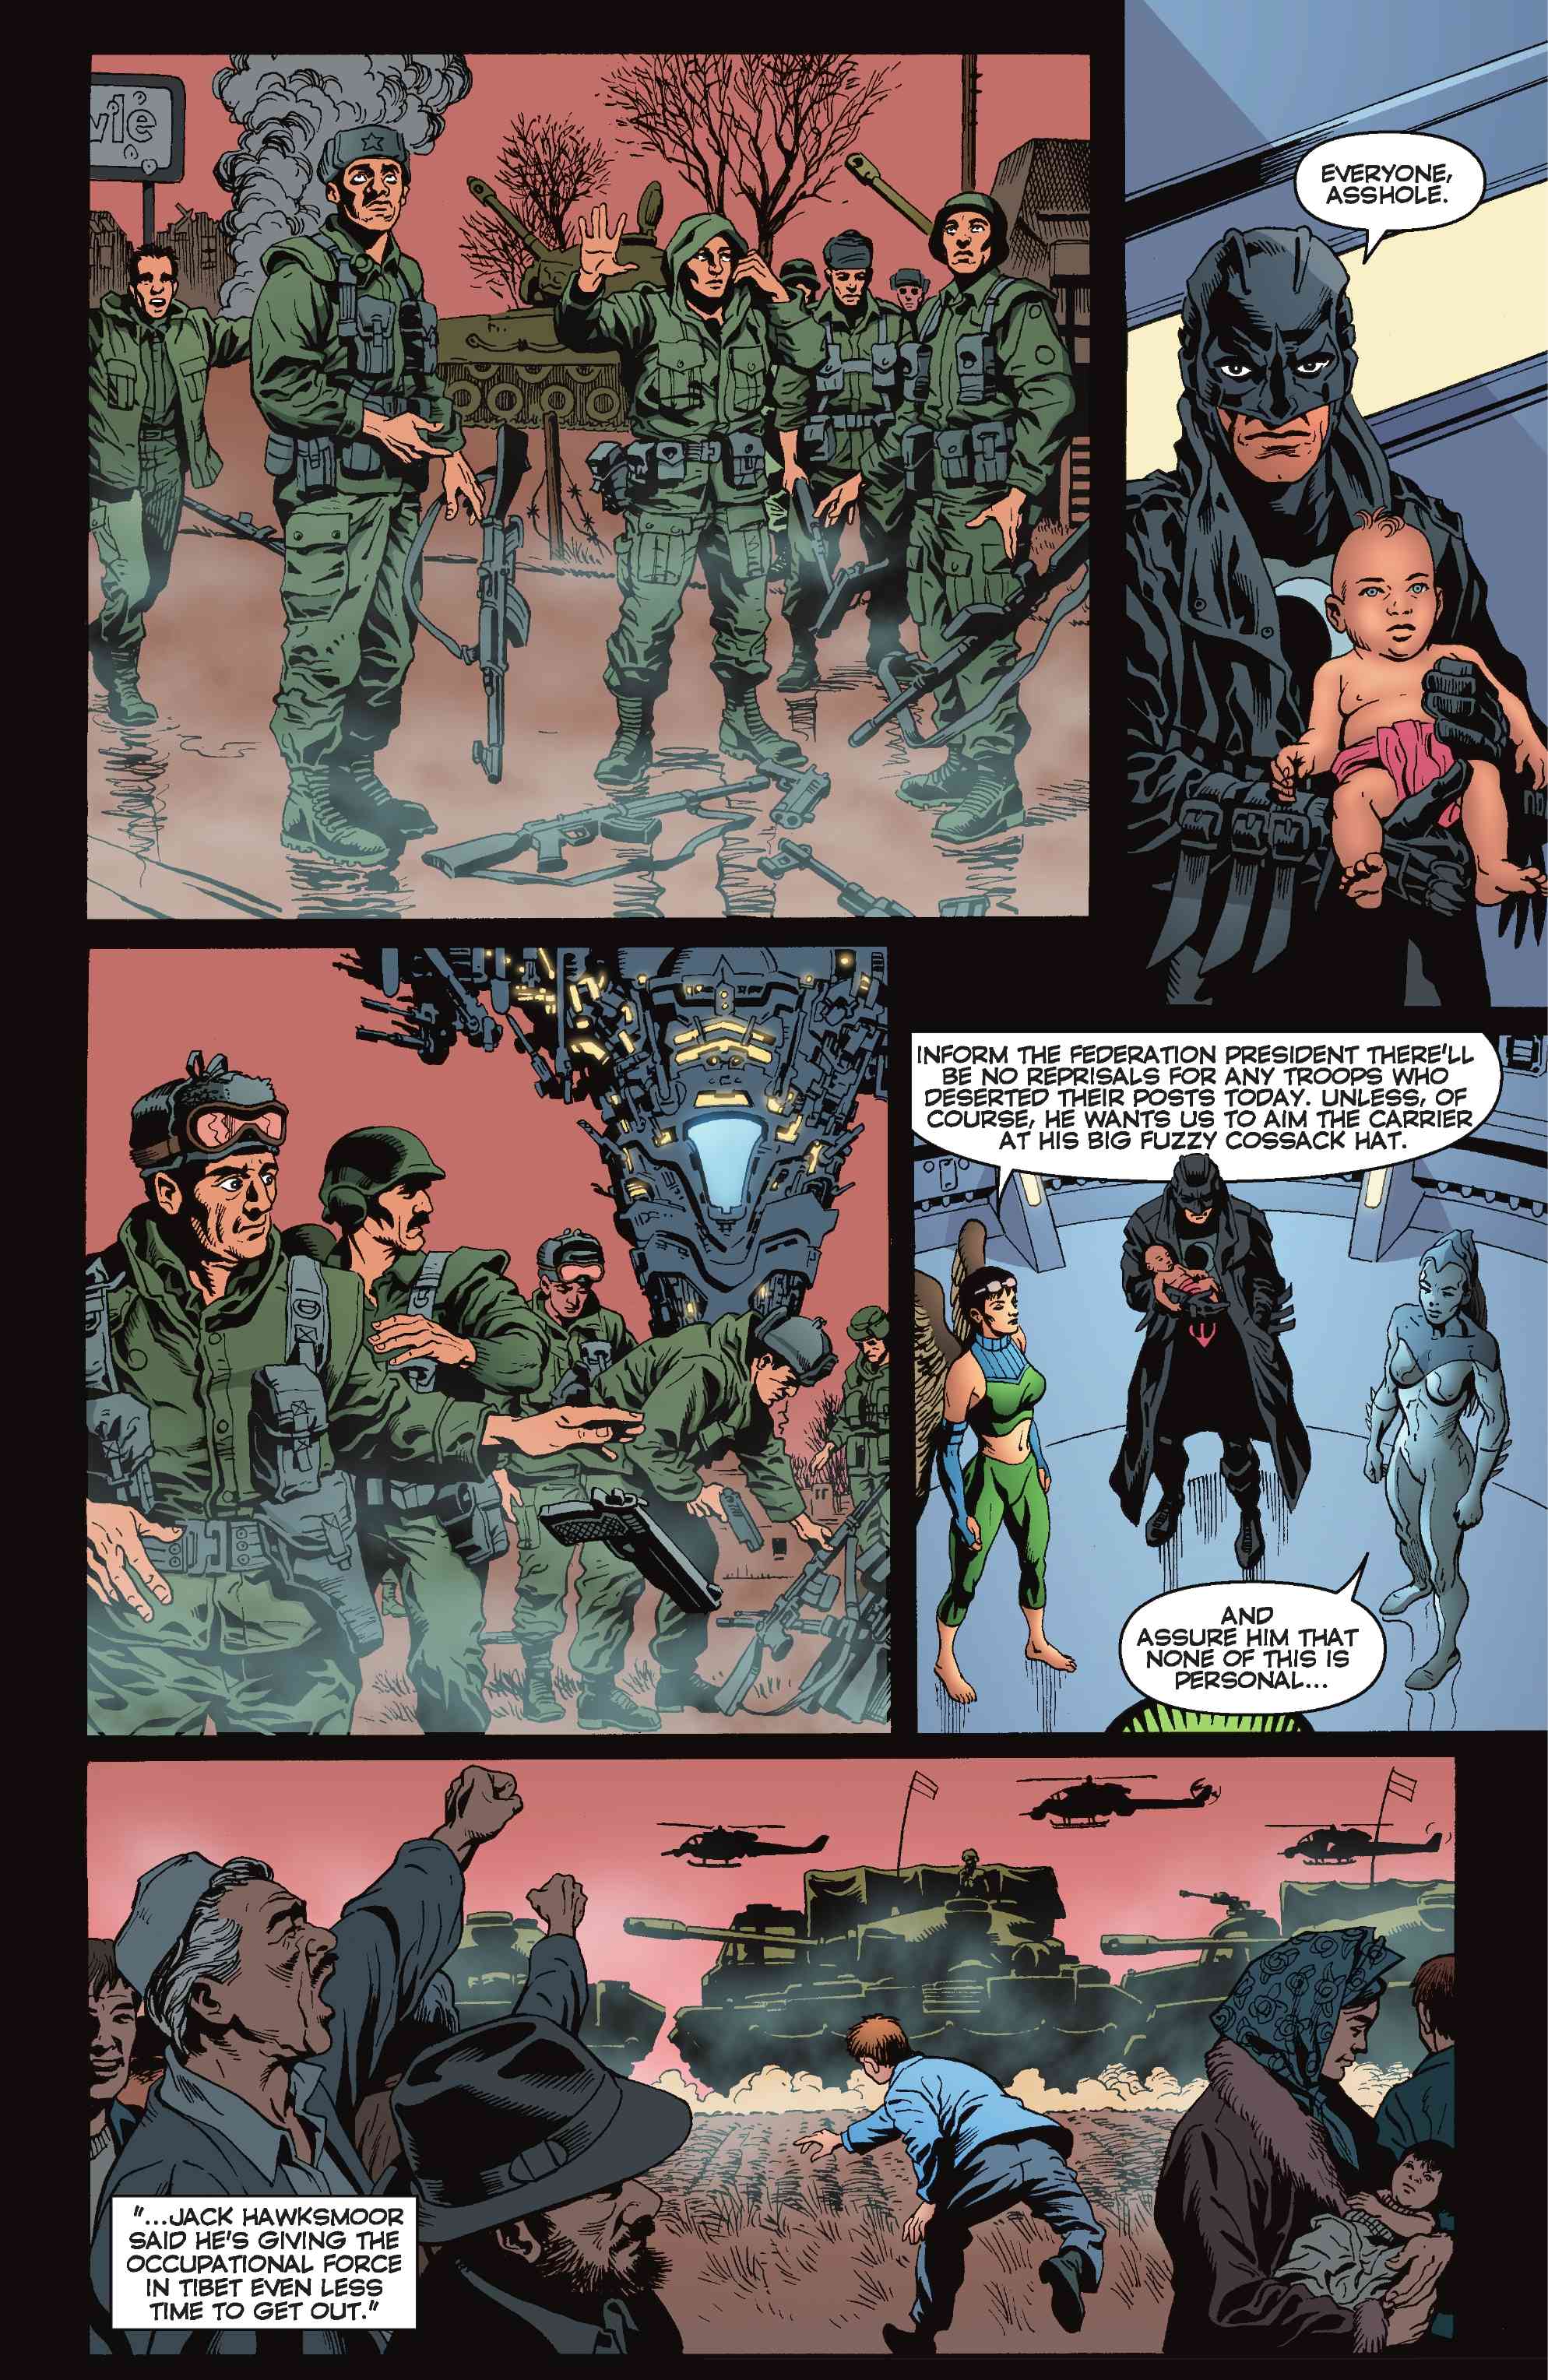 vle
EVERYONE,
ASSHOLE.
INFORM THE FEDERATION PRESIDENT THERE'LL
BE NO REPRISALS FOR ANY TROOPS WHO
DESERTED THEIR POSTS TODAY. UNLESS, OF
COURSE, HE WANTS US TO AIM THE CARRIER
AT HIS BIG FUZZY COSSACK HAT.
AND
ASSURE HIM THAT
NONE OF THIS IS
PERSONAL...
"...JACK HAWKSMOOR
SAID HE'S GIVING THE
OCCUPATIONAL FORCE
IN TIBET EVEN LESS
TIME TO GET OUT."